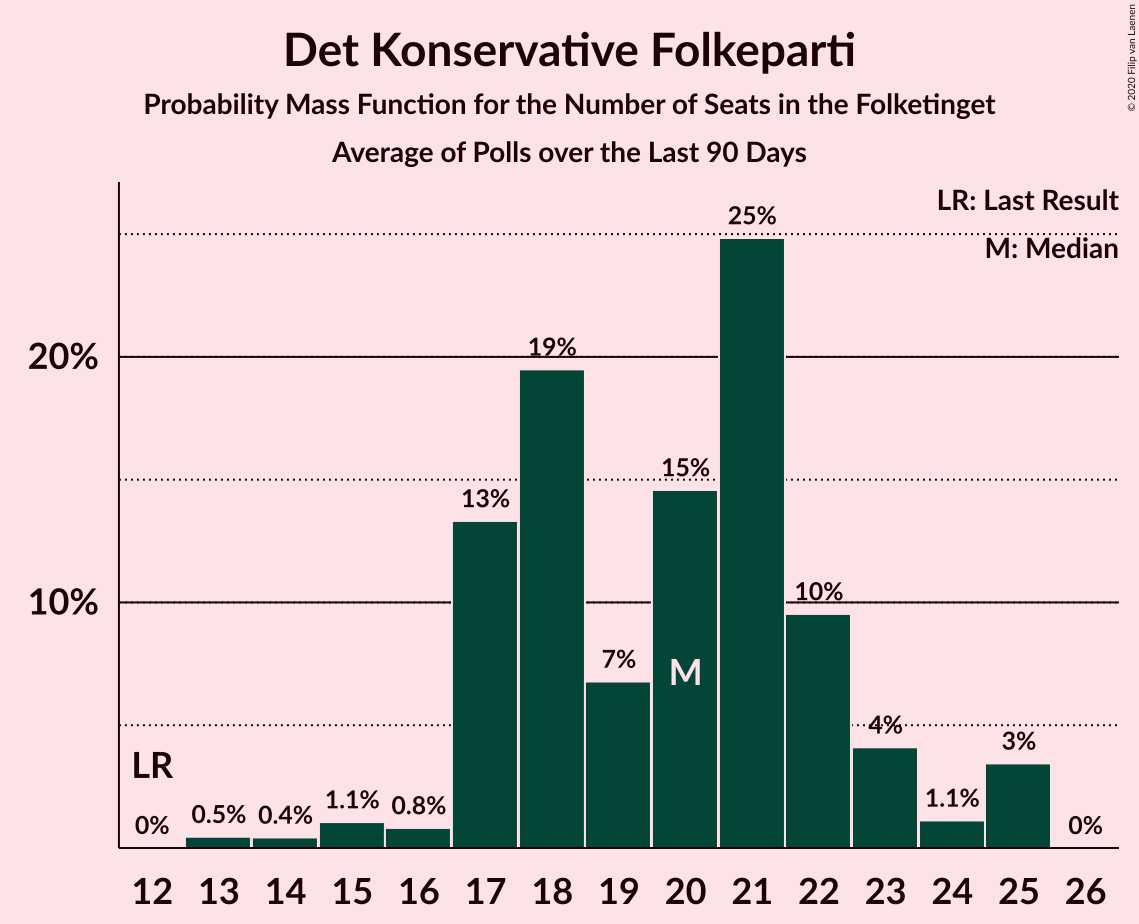 Det Konservative Folkeparti
Probability Mass Function for the Number of Seats in the Folketinget
Average of Polls over the Last 90 Days
© 2020 Filip van Laenen
LR: Last Result
M: Median
25%
20%
19%
15%
13%
10%
10%
7%
M
4%
3%
LR
0%
0.5%
0.4%
1.1%
0.8%
1.1%
0%
12 13 14 15 16 17 18 19 20 21 22 23 24 25 26